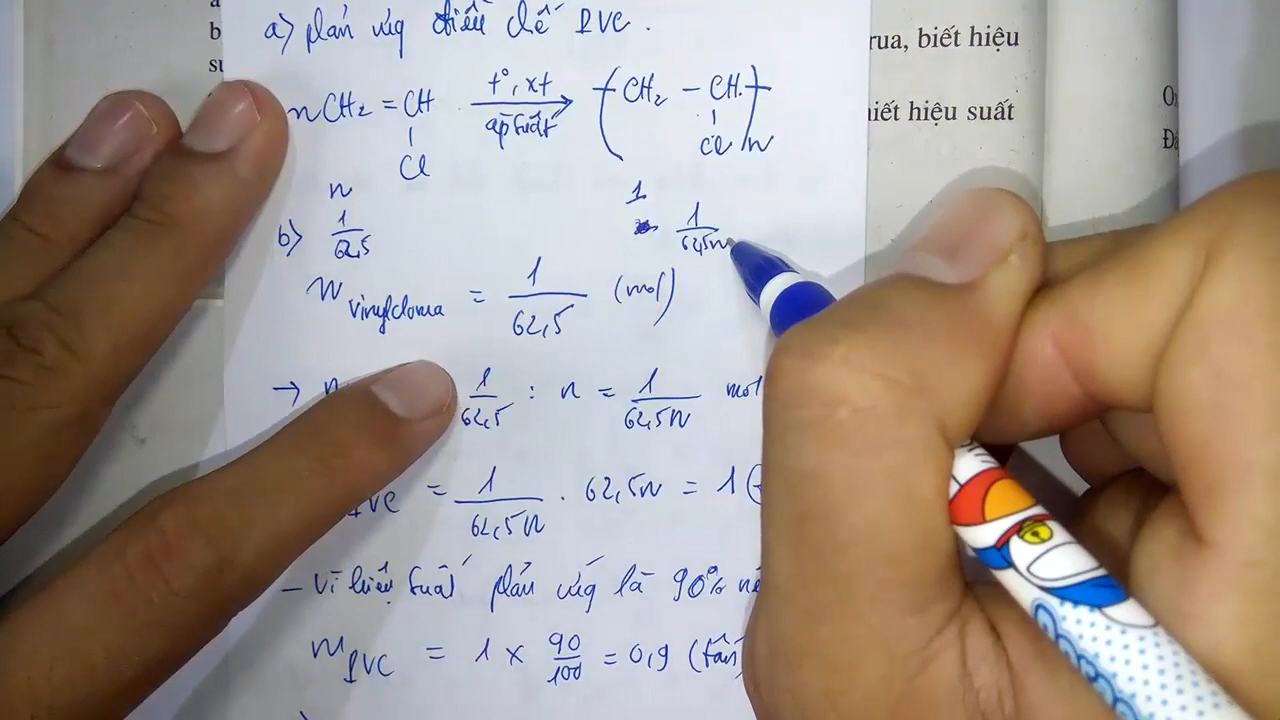 a) phản ứng điều chế PVC.
rua, biết hiệu
nCH2 = CH t°, xt ( CH2 - CH )
áp suất
Cl Cl n
hiết hiệu suất
n 1
b) 1/62,5 1/62,5n
n vinylclorua = 1/62,5 (mol)
→ n 1/62,5 : n = 1/62,5n mol
PVC = 1/62,5n . 62,5n = 1 (
- Vì hiệu suất phản ứng là 90%
mPVC = 1 x 90/100 = 0,9 (tấn)